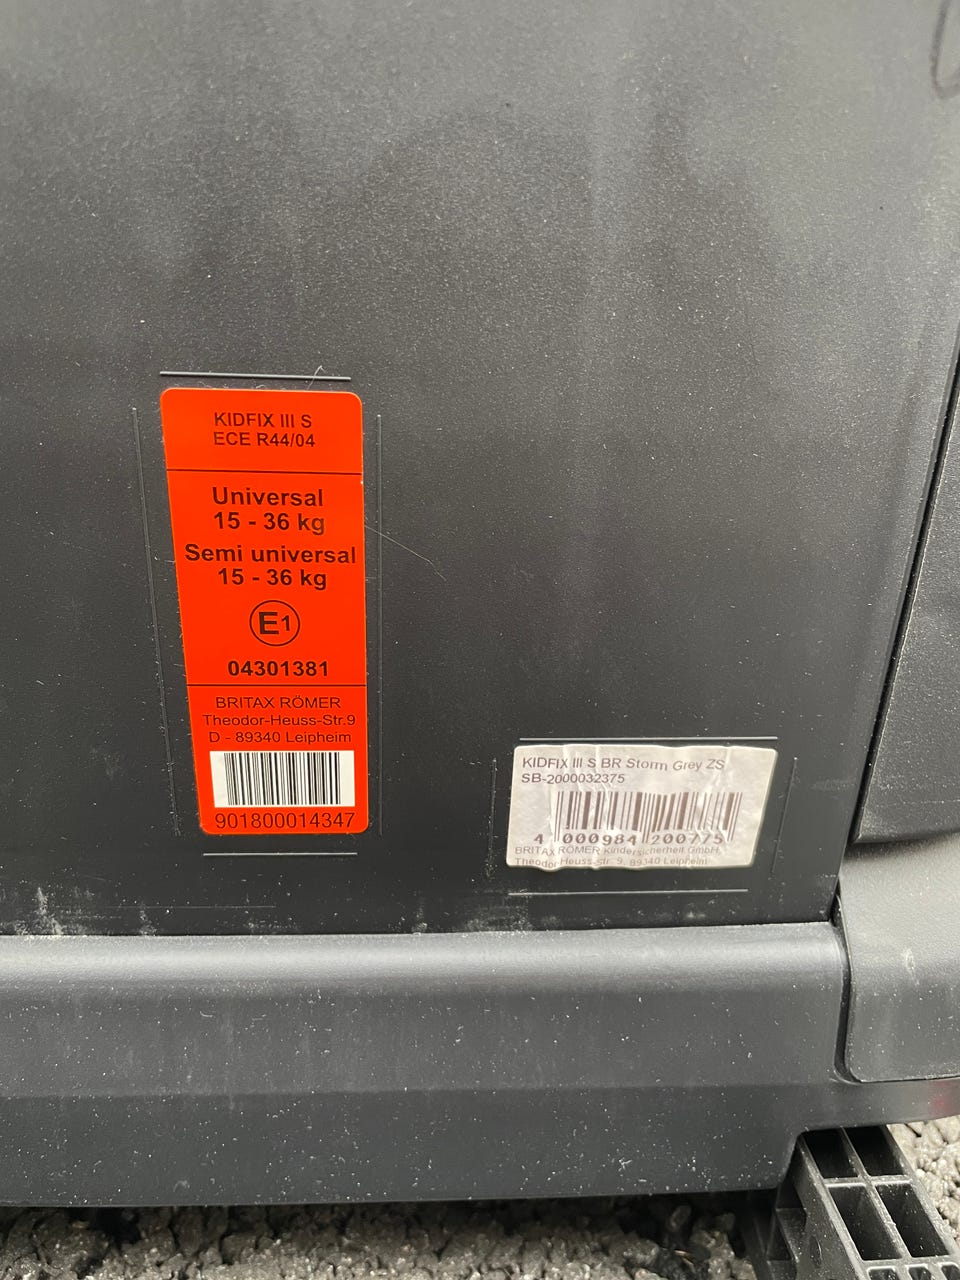 KIDFIX III S
ECE R44/04
Universal
15 - 36 kg
Semi universal
15 - 36 kg
E1
04301381
BRITAX RÖMER
Theodor-Heuss-Str.9
D - 89340 Leipheim
901800014347
KIDFIX III S BR Storm Grey ZS
SB-2000032375
4 000984 200775
BRITAX RÖMER Kindersicherheit GmbH
Theodor-Heuss-str. 9, 89340 Leipheim